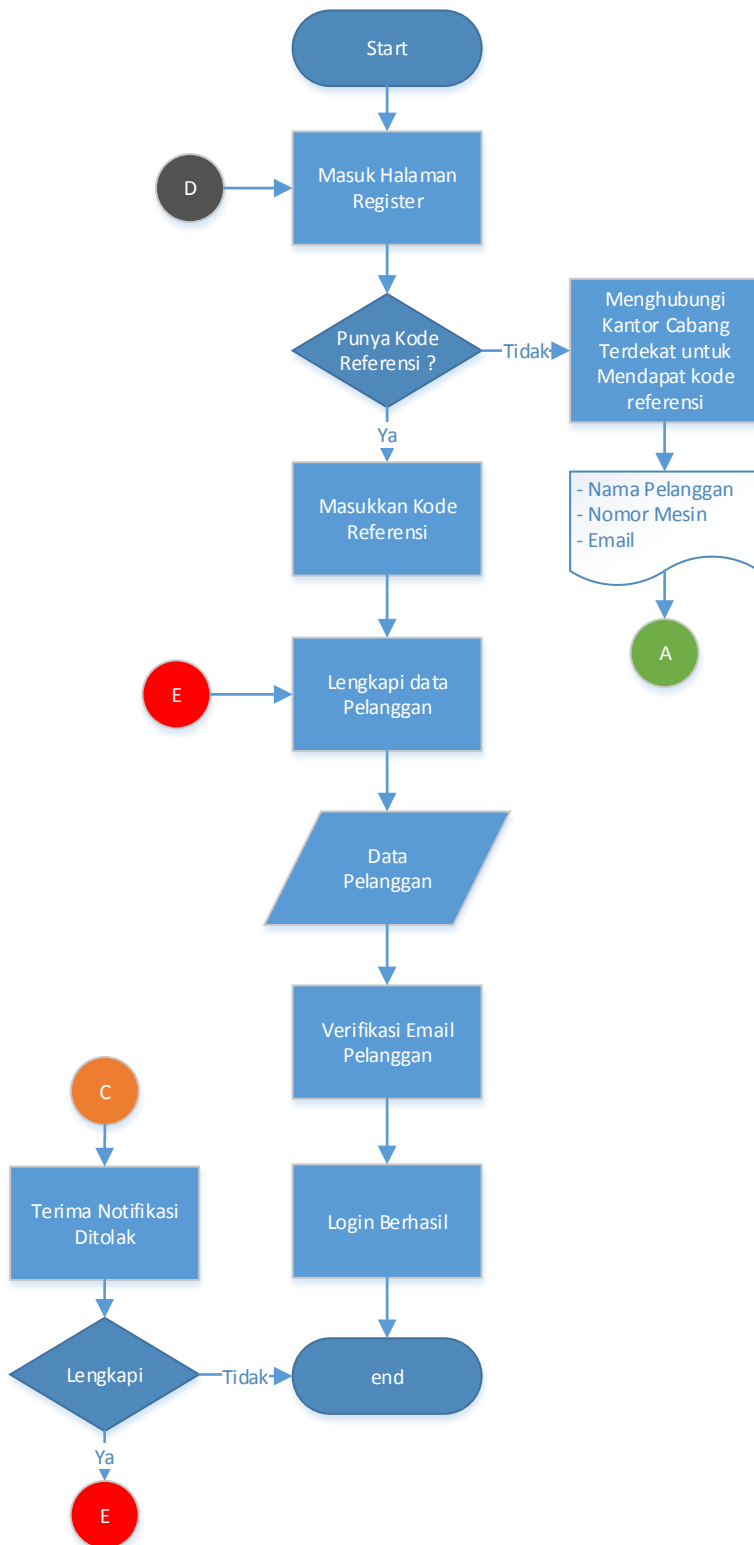 Start
D
Masuk Halaman
Register
Punya Kode
Referensi ?
Tidak
Menghubungi
Kantor Cabang
Terdekat untuk
Mendapat kode
referensi
Ya
- Nama Pelanggan
- Nomor Mesin
- Email
Masukkan Kode
Referensi
A
E
Lengkapi data
Pelanggan
Data
Pelanggan
Verifikasi Email
Pelanggan
C
Terima Notifikasi
Ditolak
Login Berhasil
Lengkapi
Tidak
end
Ya
E